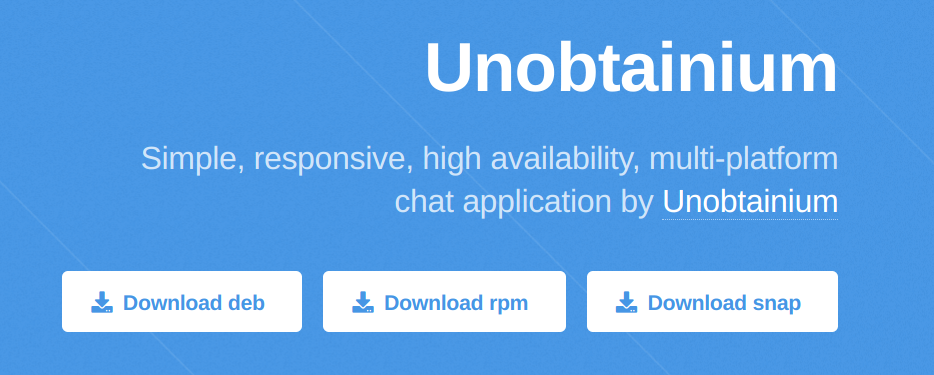 Unobtainium
Simple, responsive, high availability, multi-platform
chat application by Unobtainium
Download deb
Download rpm
Download snap